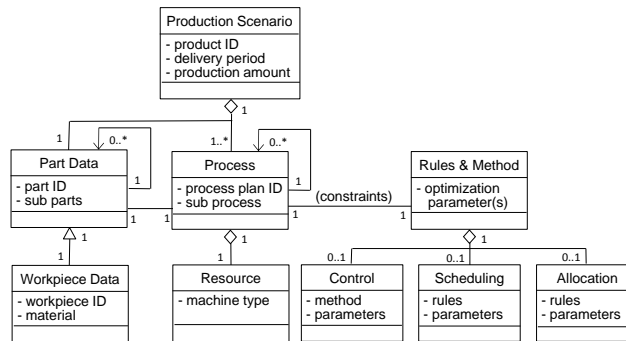 Production Scenario
- product ID
- delivery period
- production amount
1
1
0..*
1..*
0..*
Part Data
- part ID
- sub parts
1
1
Process
- process plan ID
- sub process
1
1
(constraints)
1
Rules & Method
- optimization
parameter(s)
1
1
1
1
1
0..1
0..1
0..1
Workpiece Data
- workpiece ID
- material
Resource
- machine type
Control
- method
- parameters
Scheduling
- rules
- parameters
Allocation
- rules
- parameters